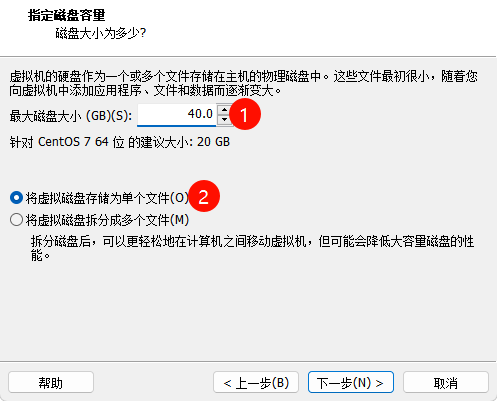 指定磁盘容量
磁盘大小为多少?
虚拟机的硬盘作为一个或多个文件存储在主机的物理磁盘中。这些文件最初很小，随着您
向虚拟机中添加应用程序、文件和数据而逐渐变大。
最大磁盘大小 (GB)(S): 40.0 1
针对 CentOS 7 64 位 的建议大小: 20 GB
将虚拟磁盘存储为单个文件(O) 2
将虚拟磁盘拆分成多个文件(M)
拆分磁盘后，可以更轻松地在计算机之间移动虚拟机，但可能会降低大容量磁盘的性
能。
帮助 < 上一步(B) 下一步(N) > 取消